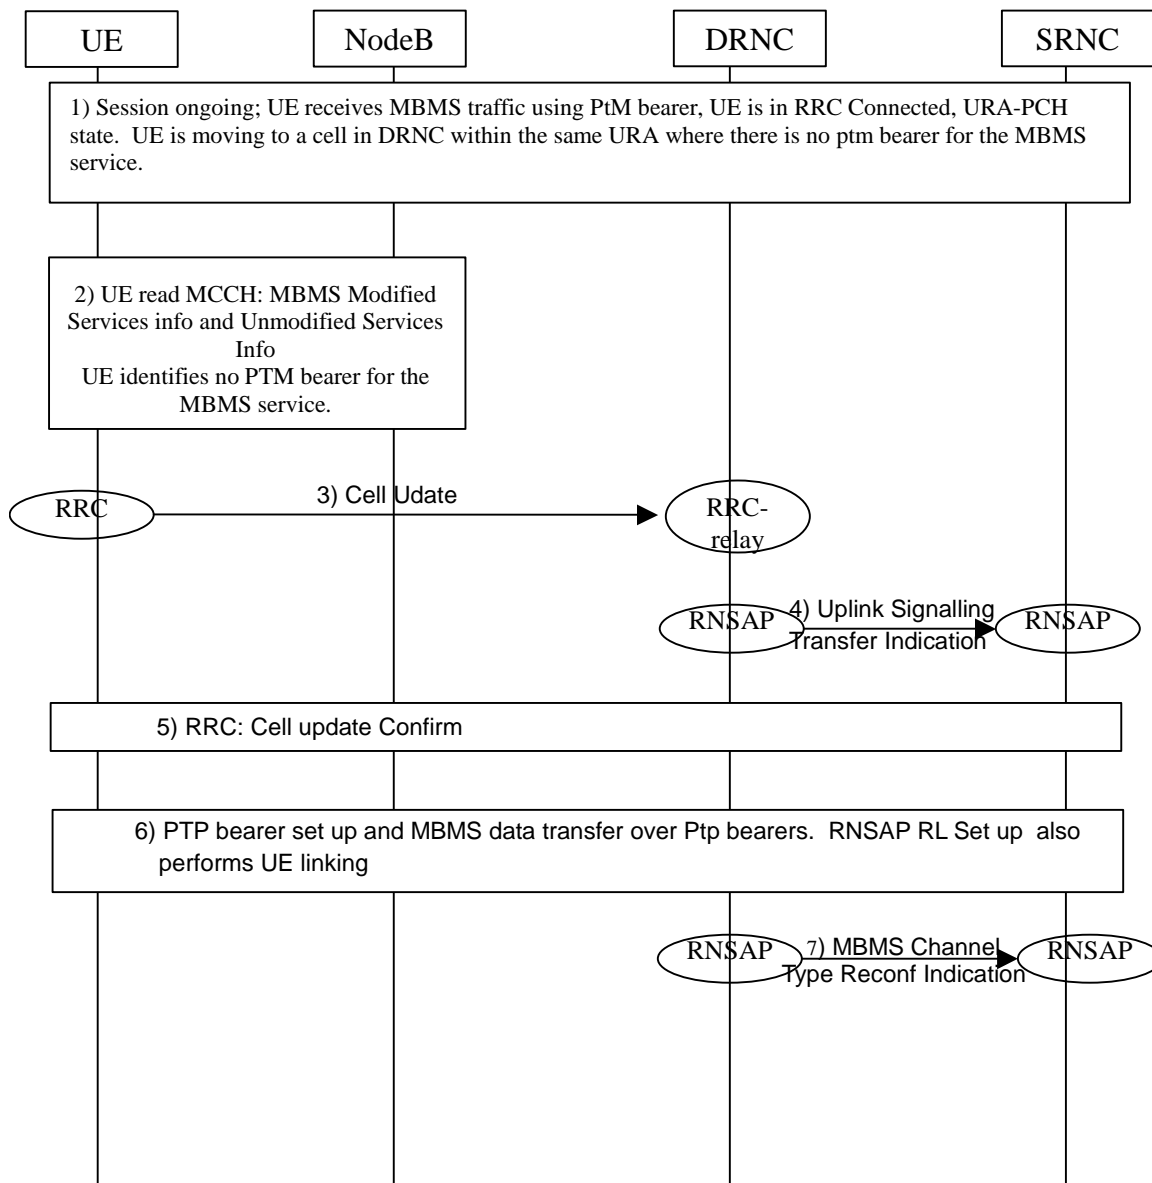 UE
NodeB
DRNC
SRNC
1) Session ongoing; UE receives MBMS traffic using PtM bearer, UE is in RRC Connected, URA-PCH
state.  UE is moving to a cell in DRNC within the same URA where there is no ptm bearer for the MBMS
service.
2) UE read MCCH: MBMS Modified
Services info and Unmodified Services
Info
UE identifies no PTM bearer for the
MBMS service.
RRC
3) Cell Udate
RRC-
relay
RNSAP
4) Uplink Signalling
Transfer Indication
RNSAP
5) RRC: Cell update Confirm
6) PTP bearer set up and MBMS data transfer over Ptp bearers.  RNSAP RL Set up  also
performs UE linking
RNSAP
7) MBMS Channel
Type Reconf Indication
RNSAP